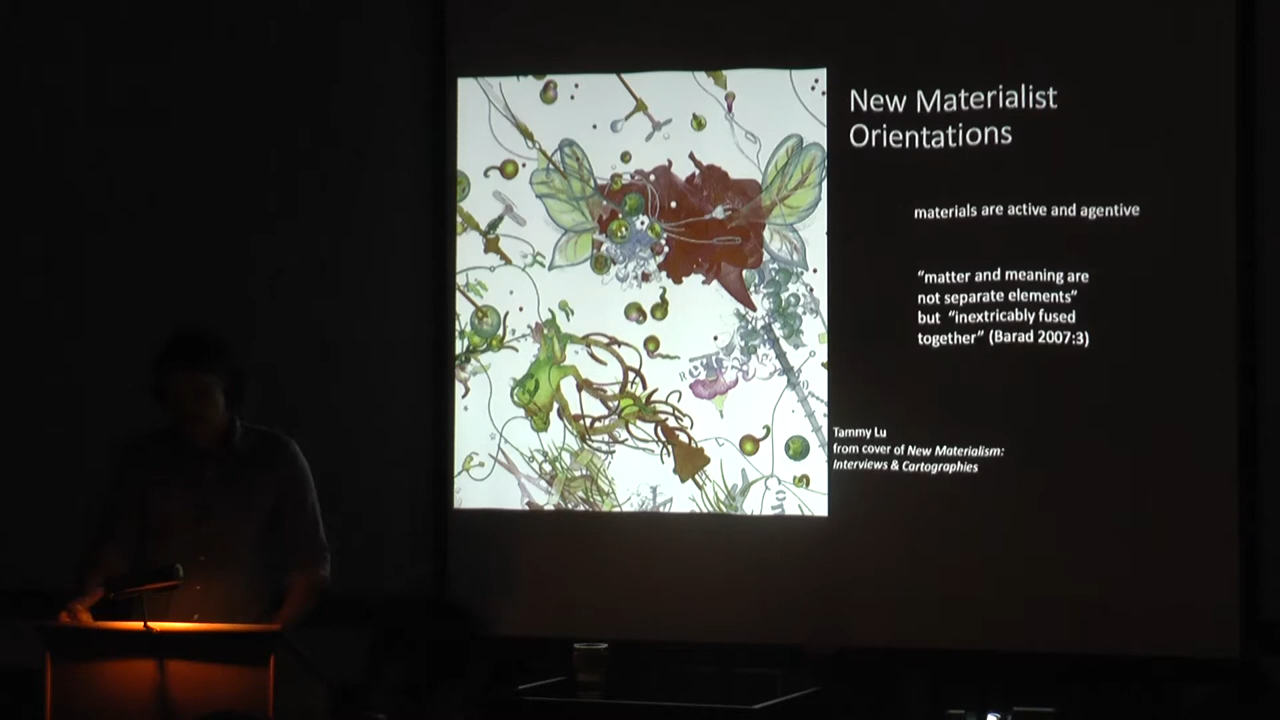 New Materialist
Orientations
materials are active and agentive
“matter and meaning are
not separate elements”
but “inextricably fused
together” (Barad 2007:3)
Tammy Lu
from cover of New Materialism:
Interviews & Cartographies